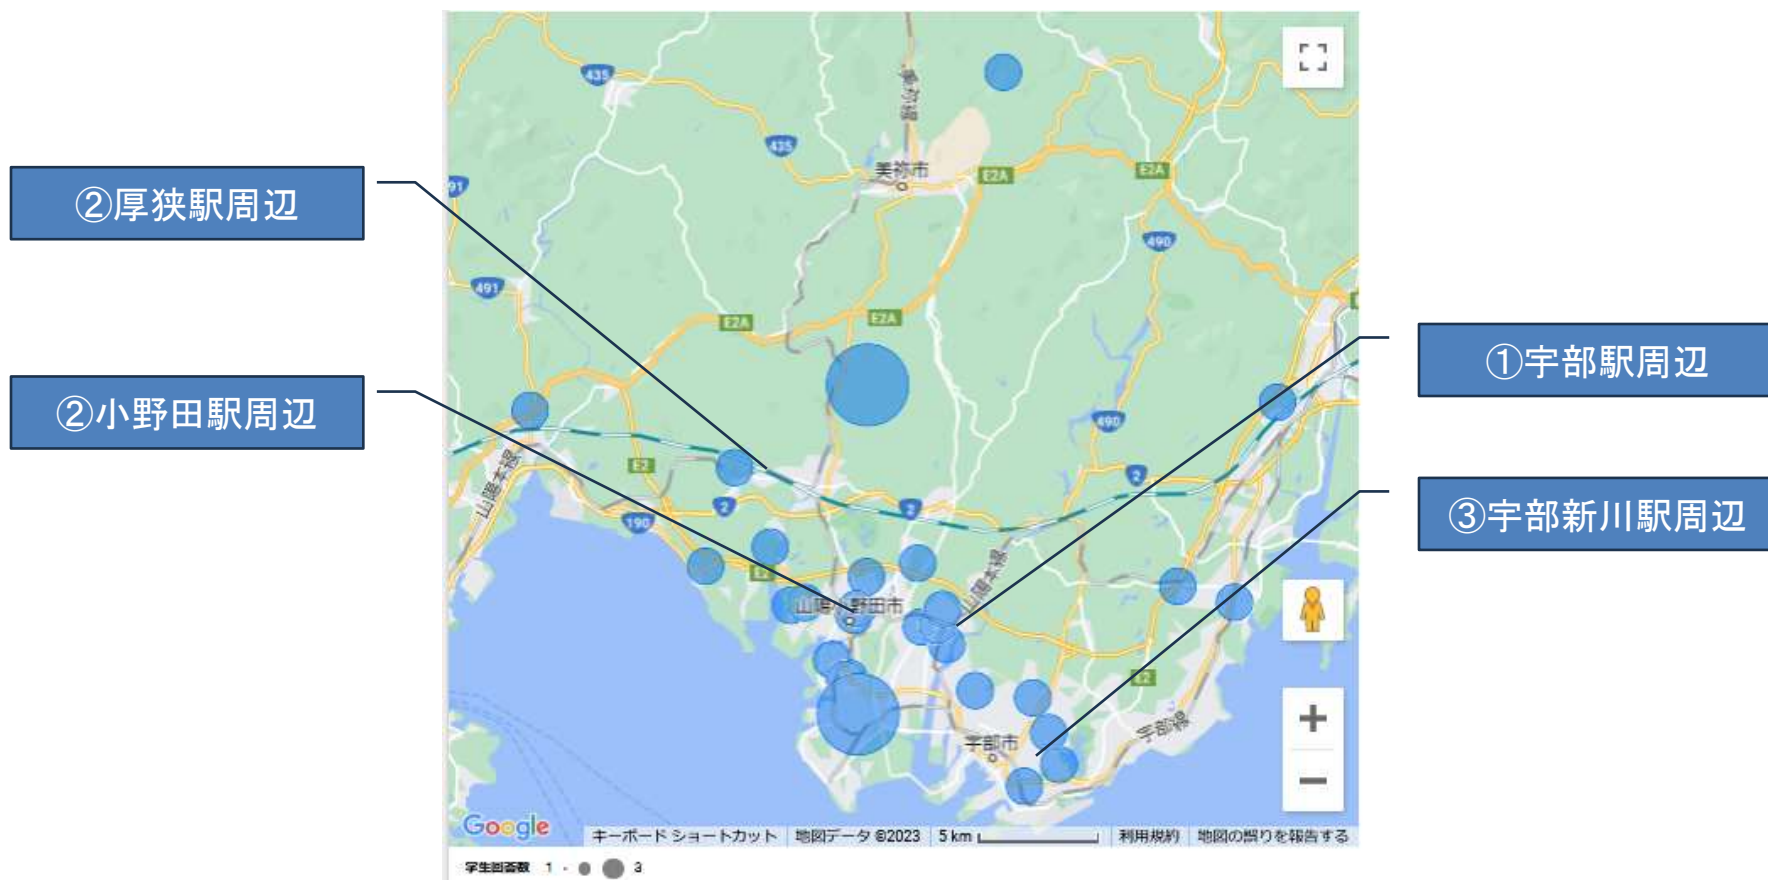 ②厚狭駅周辺
②小野田駅周辺
①宇部駅周辺
③宇部新川駅周辺
435
美祢線
435
美祢市
E2A
E2A
91
490
491
E2A
E2A
490
山陽本線
E2
2
2
2
190
山陽本線
E2
山陽小野田市
E2
宇部線
宇部市
Google
キーボード ショートカット
地図データ ©2023
5 km
利用規約
地図の誤りを報告する
学生回答数 1 - 3